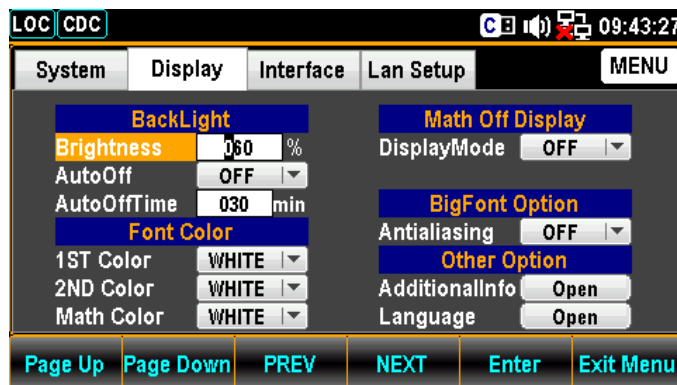 LOC CDC C 09:43:27
System Display Interface Lan Setup MENU
BackLight
Brightness 060 %
AutoOff OFF
AutoOffTime 030 min
Font Color
1ST Color WHITE
2ND Color WHITE
Math Color WHITE
Math Off Display
DisplayMode OFF
BigFont Option
Antialiasing OFF
Other Option
AdditionalInfo Open
Language Open
Page Up Page Down PREV NEXT Enter Exit Menu